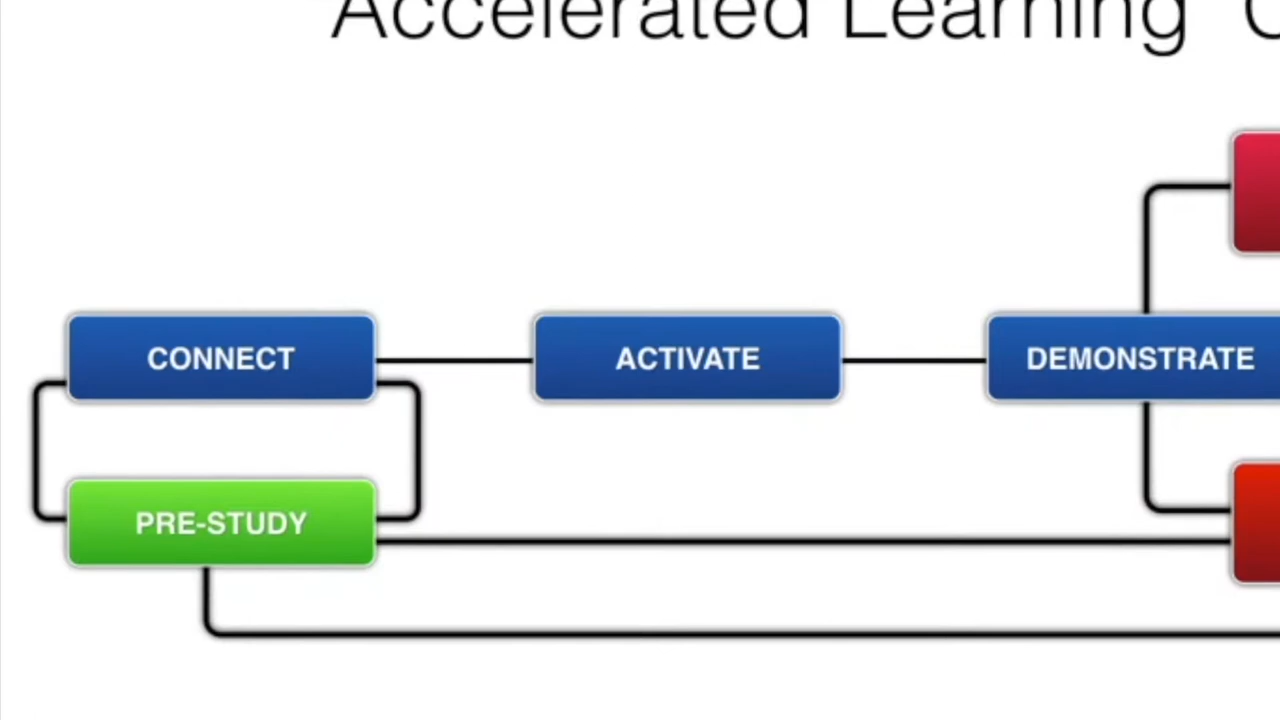 Accelerated Learning
CONNECT
ACTIVATE
DEMONSTRATE
PRE-STUDY